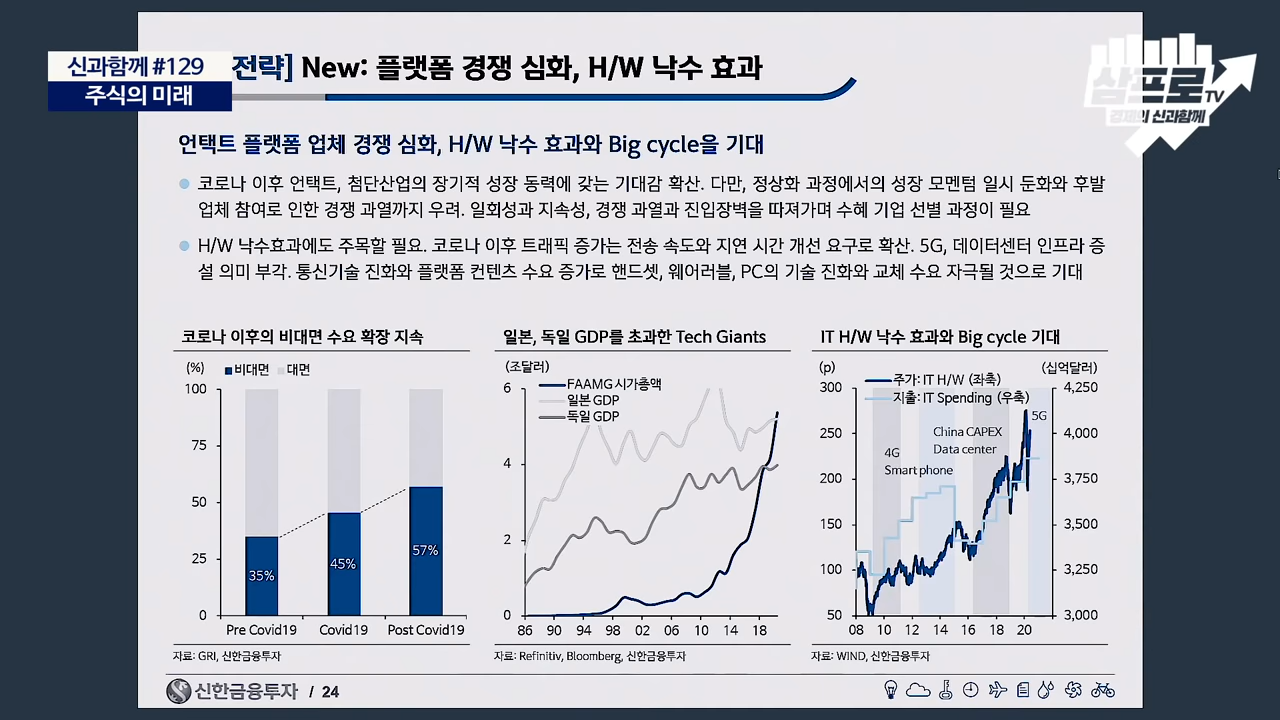 신과함께 #129
주식의 미래
전략] New: 플랫폼 경쟁 심화, H/W 낙수 효과
삼프로TV
경제의 신과함께
언택트 플랫폼 업체 경쟁 심화, H/W 낙수 효과와 Big cycle을 기대
코로나 이후 언택트, 첨단산업의 장기적 성장 동력에 갖는 기대감 확산. 다만, 정상화 과정에서의 성장 모멘텀 일시 둔화와 후발
업체 참여로 인한 경쟁 과열까지 우려. 일회성과 지속성, 경쟁 과열과 진입장벽을 따져가며 수혜 기업 선별 과정이 필요
H/W 낙수효과에도 주목할 필요. 코로나 이후 트래픽 증가는 전송 속도와 지연 시간 개선 요구로 확산. 5G, 데이터센터 인프라 증
설 의미 부각. 통신기술 진화와 플랫폼 컨텐츠 수요 증가로 핸드셋, 웨어러블, PC의 기술 진화와 교체 수요 자극될 것으로 기대
코로나 이후의 비대면 수요 확장 지속
(%)
비대면 대면
100
75
50
25
0
35%
45%
57%
Pre Covid19 Covid19 Post Covid19
자료: GRI, 신한금융투자
일본, 독일 GDP를 초과한 Tech Giants
(조달러)
FAAMG 시가총액
일본 GDP
독일 GDP
6
4
2
0
86 90 94 98 02 06 10 14 18
자료: Refinitiv, Bloomberg, 신한금융투자
IT H/W 낙수 효과와 Big cycle 기대
(p) (십억달러)
주가: IT H/W (좌축)
지출: IT Spending (우축)
300
250
200
150
100
50
4G
Smart phone
China CAPEX
Data center
5G
4,250
4,000
3,750
3,500
3,250
3,000
08 10 12 14 16 18 20
자료: WIND, 신한금융투자
신한금융투자 / 24